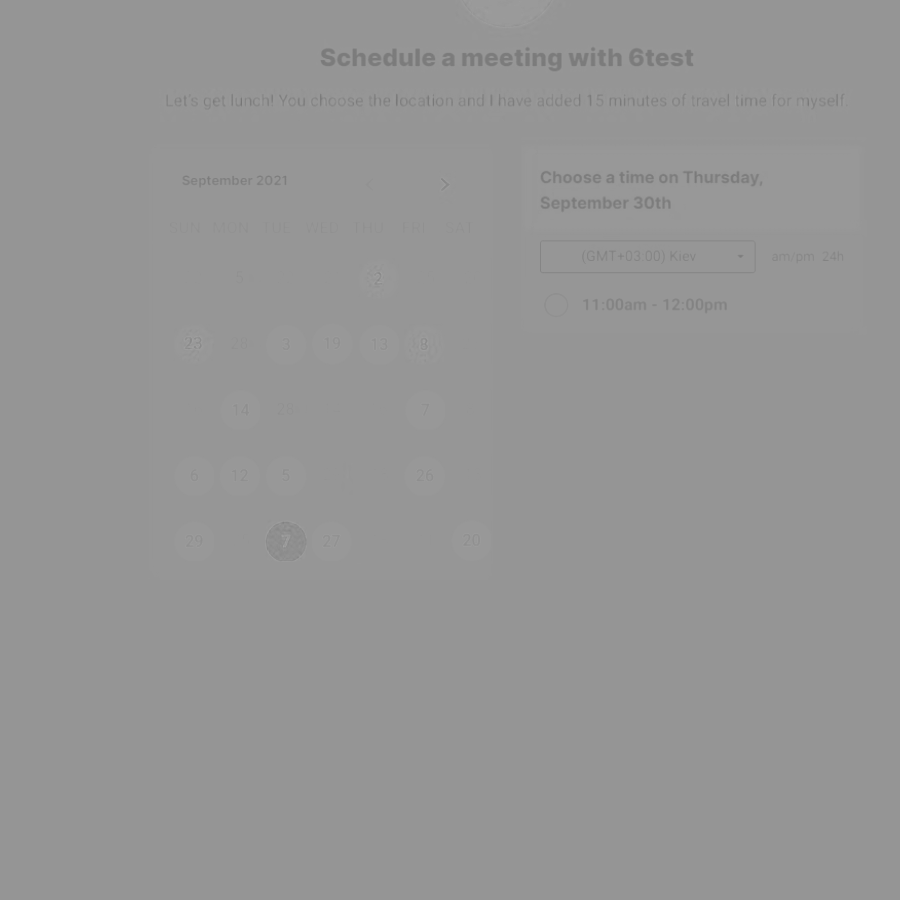 Schedule a meeting with 6test
Let's get lunch! You choose the location and I have added 15 minutes of travel time for myself.
September 2021
SUN MON TUE WED THU FRI SAT
2
23 28 3 19 13 8
14 28 7
6 12 5 26
29 7 27 20
Choose a time on Thursday,
September 30th
(GMT+03:00) Kiev am/pm 24h
11:00am - 12:00pm